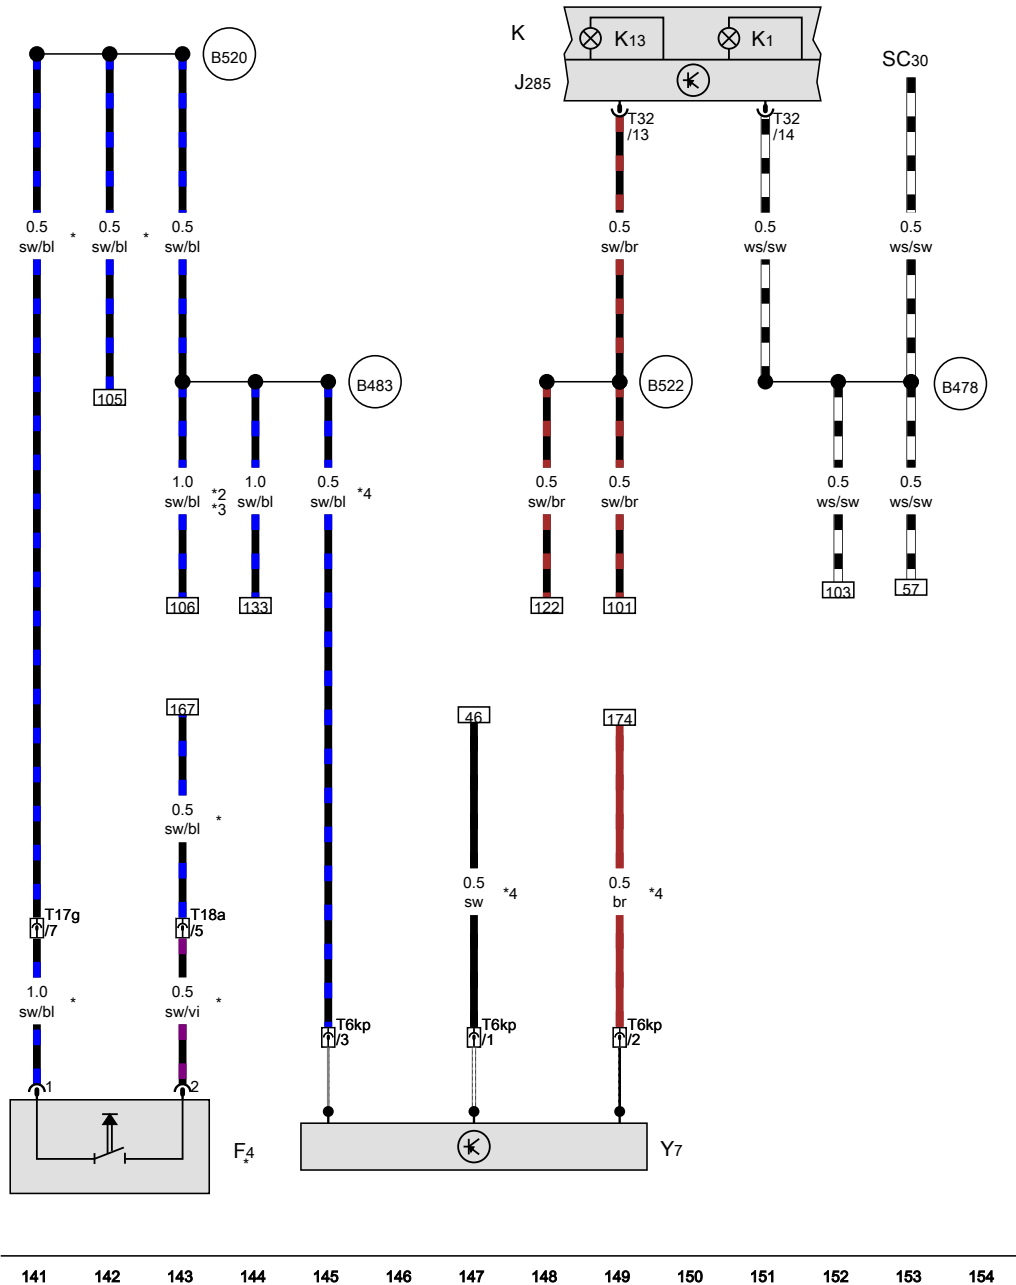 K
K13
K1
B520
J285
SC30
T32
/13
T32
/14
0.5
sw/bl
*
0.5
sw/bl
*
0.5
sw/bl
0.5
sw/br
0.5
ws/sw
0.5
ws/sw
105
B483
B522
B478
1.0
sw/bl
*2
*3
1.0
sw/bl
0.5
sw/bl
*4
0.5
sw/br
0.5
sw/br
0.5
ws/sw
0.5
ws/sw
106
133
122
101
103
57
167
46
174
0.5
sw/bl
*
0.5
sw
*4
0.5
br
*4
T17g
/7
T18a
/5
1.0
sw/bl
*
0.5
sw/vi
*
T6kp
/3
T6kp
/1
T6kp
/2
1
2
F4
*
Y7
141 142 143 144 145 146 147 148 149 150 151 152 153 154